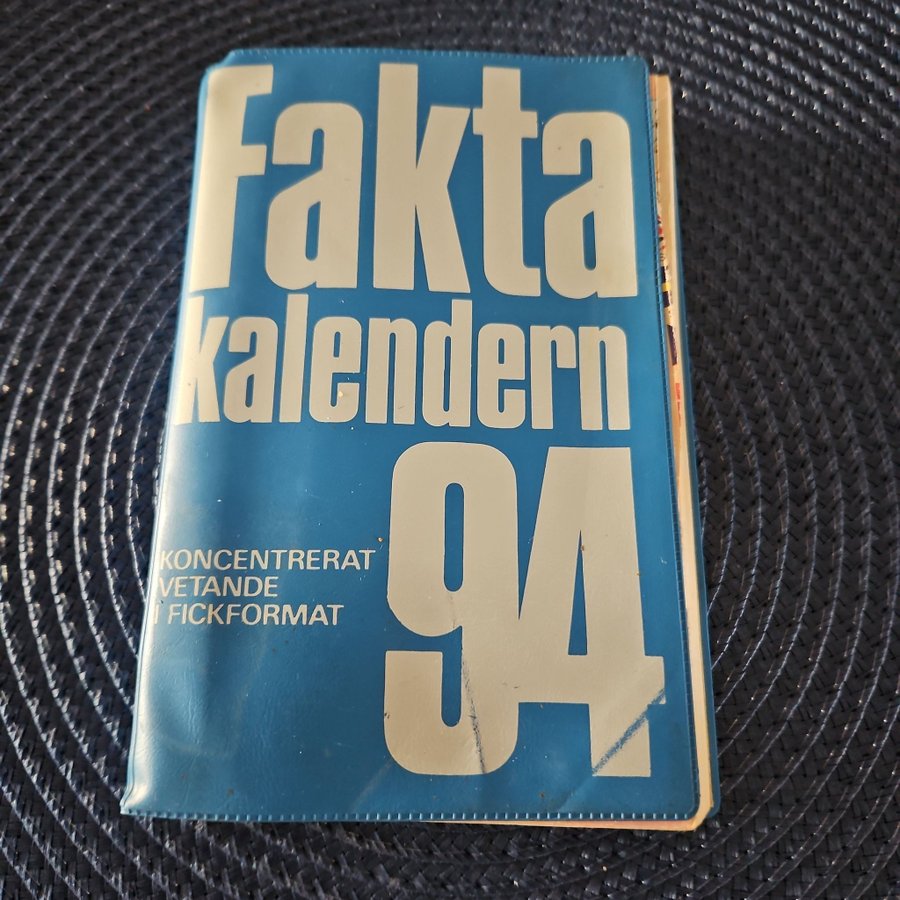 Fakta
kalendern
94
KONCENTRERAT
VETANDE
I FICKFORMAT